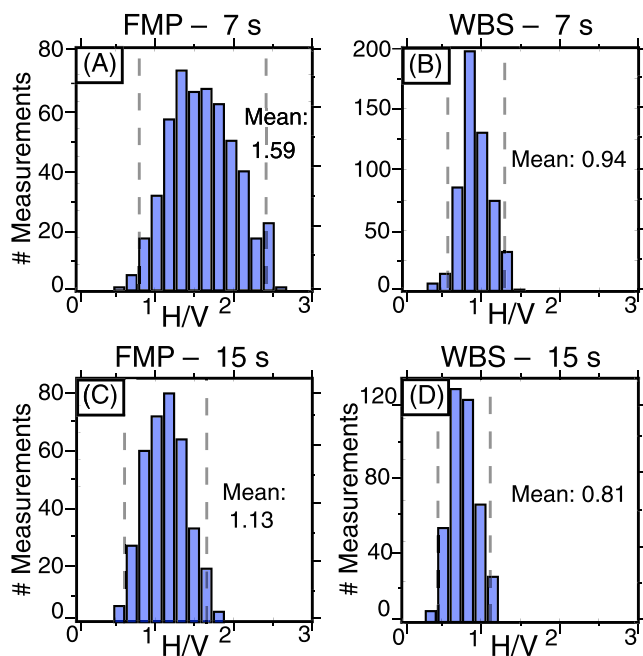 FMP – 7 s
WBS – 7 s
(A)
(B)
# Measurements
80
60
40
20
0
200
150
100
50
0
Mean:
1.59
Mean: 0.94
0 1 2 3
0 1 2 3
H/V
H/V
FMP – 15 s
WBS – 15 s
(C)
(D)
# Measurements
# Measurements
80
60
40
20
0
120
80
40
0
Mean:
1.13
Mean: 0.81
0 1 2 3
0 1 2 3
H/V
H/V